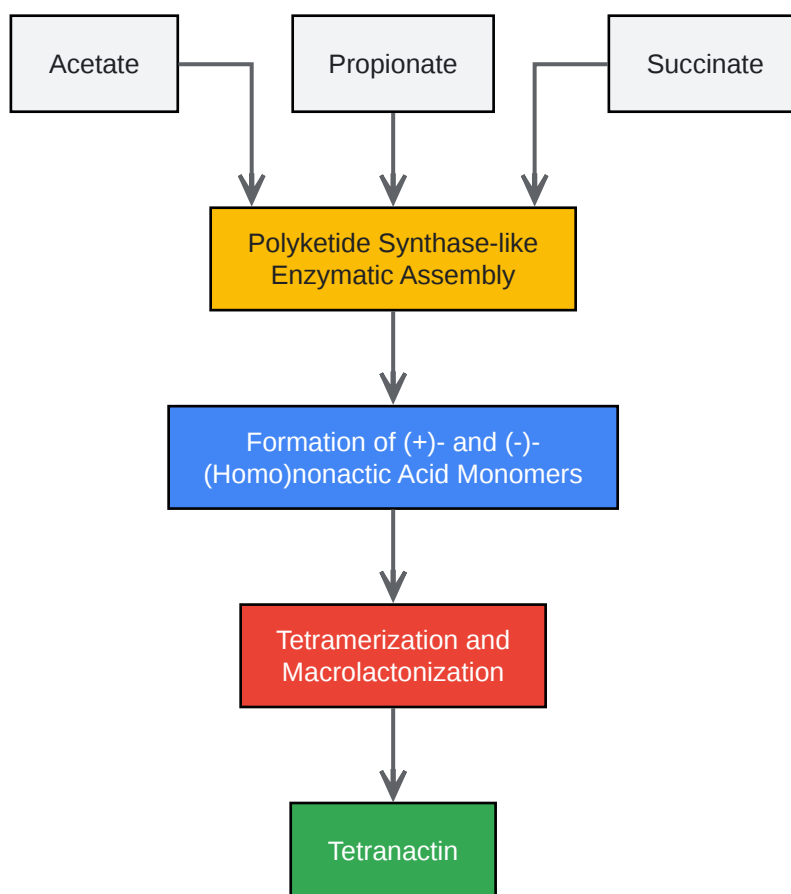 Acetate
Propionate
Succinate
Polyketide Synthase-like
Enzymatic Assembly
Formation of (+)- and (-)-
(Homo)nonactic Acid Monomers
Tetramerization and
Macrolactonization
Tetranactin